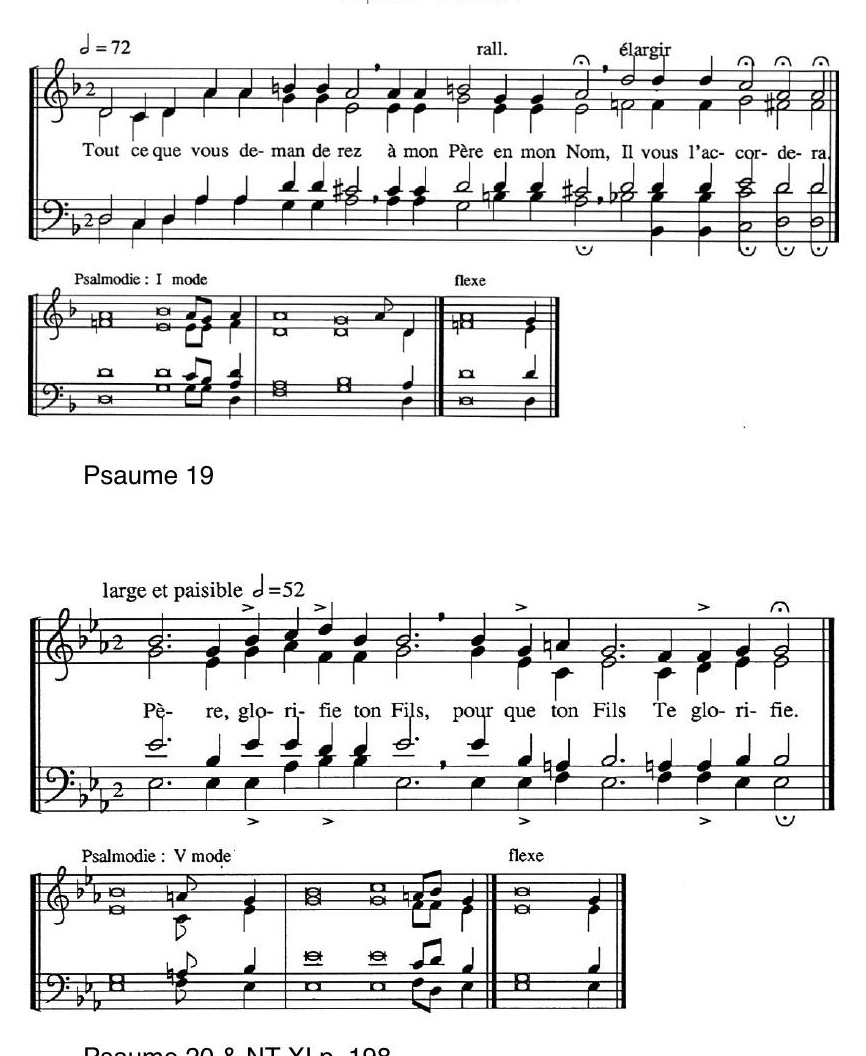 𝅗𝅥 = 72 rall. élargir
Tout ce que vous de- man de rez à mon Père en mon Nom, Il vous l'ac- cor- de- ra.
Psalmodie : I mode flexe
Psaume 19
large et paisible 𝅗𝅥 =52
Pè- re, glo- ri- fie ton Fils, pour que ton Fils Te glo- ri- fie.
Psalmodie : V mode flexe
Psaume 20 & NT XI p. 198